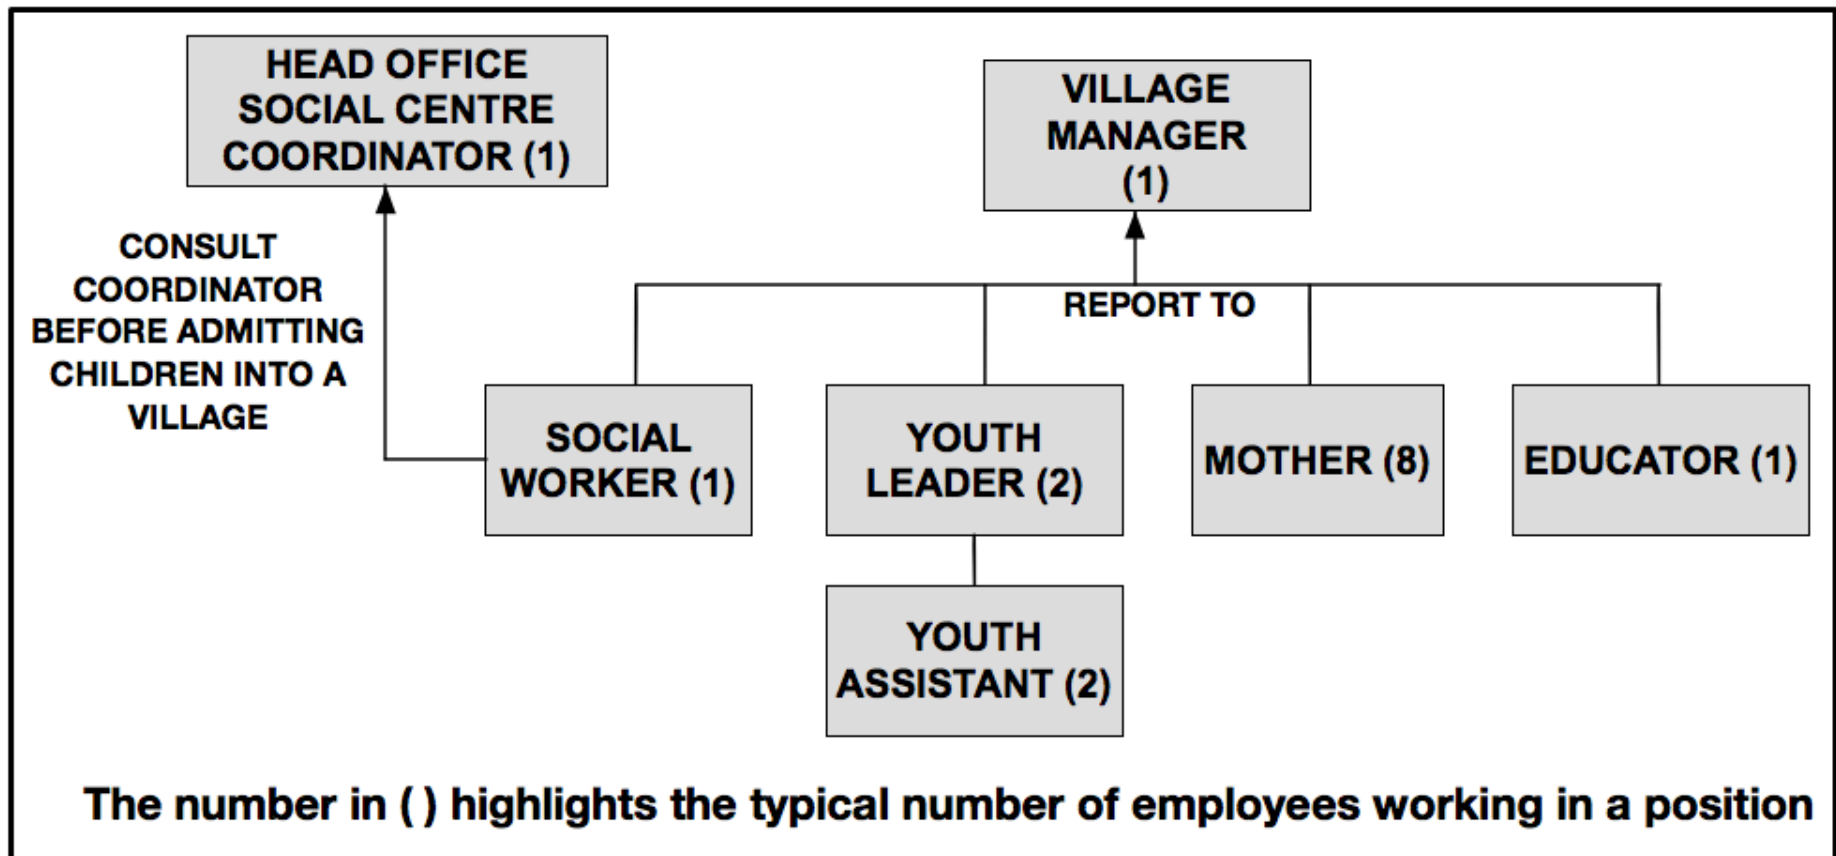 HEAD OFFICE
SOCIAL CENTRE
COORDINATOR (1)
VILLAGE
MANAGER
(1)
CONSULT
COORDINATOR
BEFORE ADMITTING
CHILDREN INTO A
VILLAGE
REPORT TO
SOCIAL
WORKER (1)
YOUTH
LEADER (2)
MOTHER (8)
EDUCATOR (1)
YOUTH
ASSISTANT (2)
The number in ( ) highlights the typical number of employees working in a position